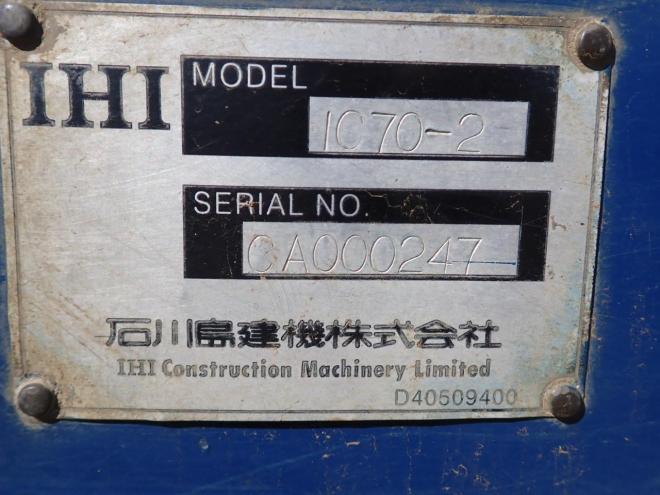 IHI
MODEL
IC70-2
SERIAL NO.
CA000247
石川島建機株式会社
IHI Construction Machinery Limited
D40509400